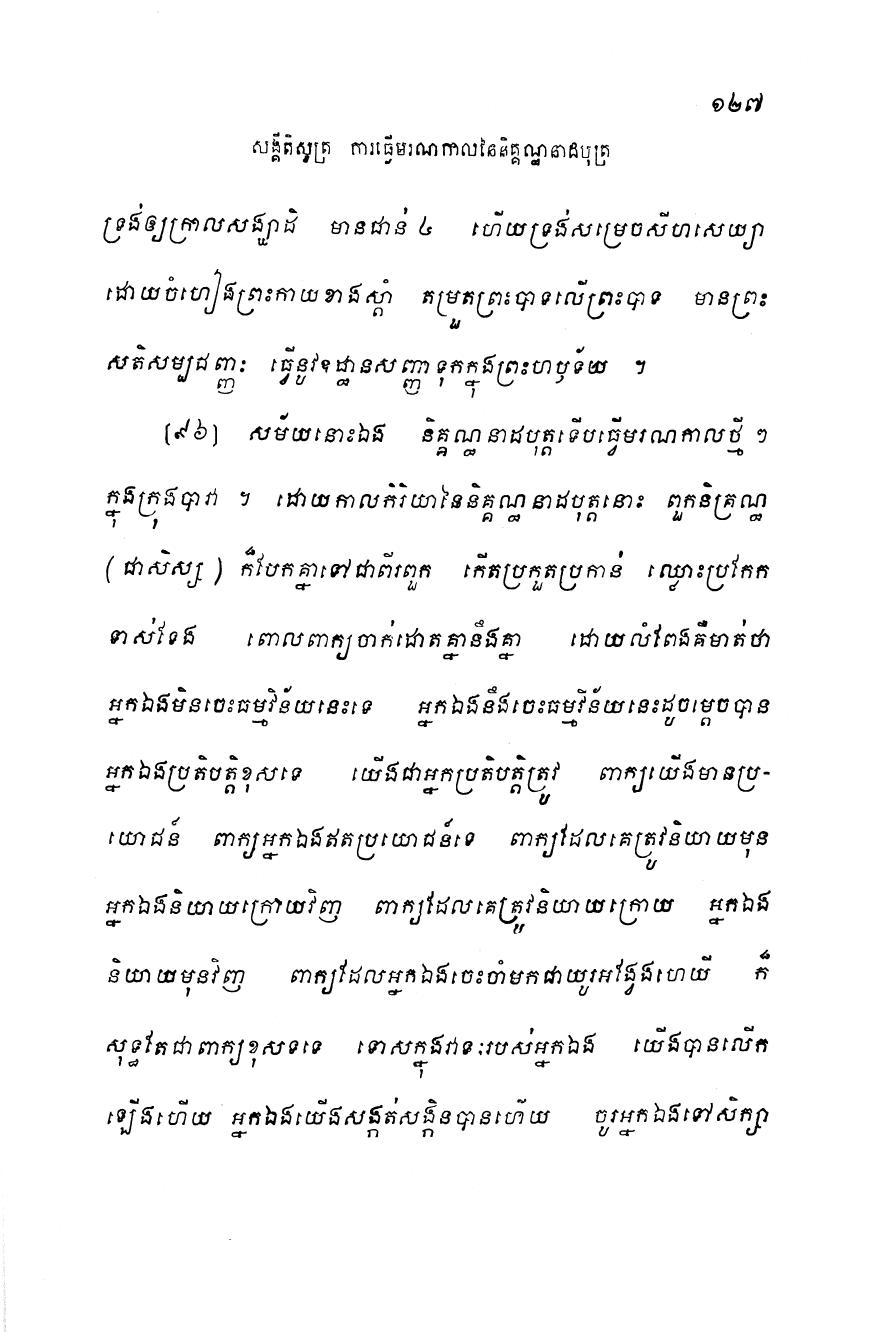 ១២៧
សង្គីតិសូត្រ ការធ្វើមរណកាលនៃនិគ្គណ្ឋនាដបុត្រ
ទ្រង់ឲ្យក្រាលសង្ឃាដិ មានជាន់ ៤ ហើយទ្រង់សម្រេចសីហសេយ្យា
ដោយចំហៀងព្រះកាយខាងស្តាំ តម្រួតព្រះបាទលើព្រះបាទ មានព្រះ
សតិសម្បជញ្ញៈ ធ្វើនូវឧដ្ឋានសញ្ញាទុកក្នុងព្រះហឫទ័យ ។
(៩៦) សម័យនោះឯង និគ្គណ្ឋនាដបុត្តទើបធ្វើមរណកាលថ្មី ៗ
ក្នុងក្រុងបាវា ។ ដោយកាលកិរិយានៃនិគ្គណ្ឋនាដបុត្តនោះ ពួកនិគ្រណ្ឋ
(ជាសិស្ស) ក៏បែកគ្នាទៅជាពីរពួក កើតប្រកួតប្រកាន់ ឈ្លោះប្រកែក
ទាស់ទែង ពោលពាក្យចាក់ដោតគ្នានឹងគ្នា ដោយលំពែងគឺមាត់ថា
អ្នកឯងមិនចេះធម្មវិន័យនេះទេ អ្នកឯងនឹងចេះធម្មវិន័យនេះដូចម្តេចបាន
អ្នកឯងប្រតិបត្តិខុសទេ យើងជាអ្នកប្រតិបត្តិត្រូវ ពាក្យយើងមានប្រ-
យោជន៍ ពាក្យអ្នកឯងឥតប្រយោជន៍ទេ ពាក្យដែលគេត្រូវនិយាយមុន
អ្នកឯងនិយាយក្រោយវិញ ពាក្យដែលគេត្រូវនិយាយក្រោយ អ្នកឯង
និយាយមុនវិញ ពាក្យដែលអ្នកឯងចេះចាំមកជាយូរអង្វែងហើយ ក៏
សុទ្ធតែជាពាក្យខុសទទេ ទោសក្នុងវាទៈរបស់អ្នកឯង យើងបានលើក
ឡើងហើយ អ្នកឯងយើងសង្កត់សង្កិនបានហើយ ចូរអ្នកឯងទៅសិក្សា